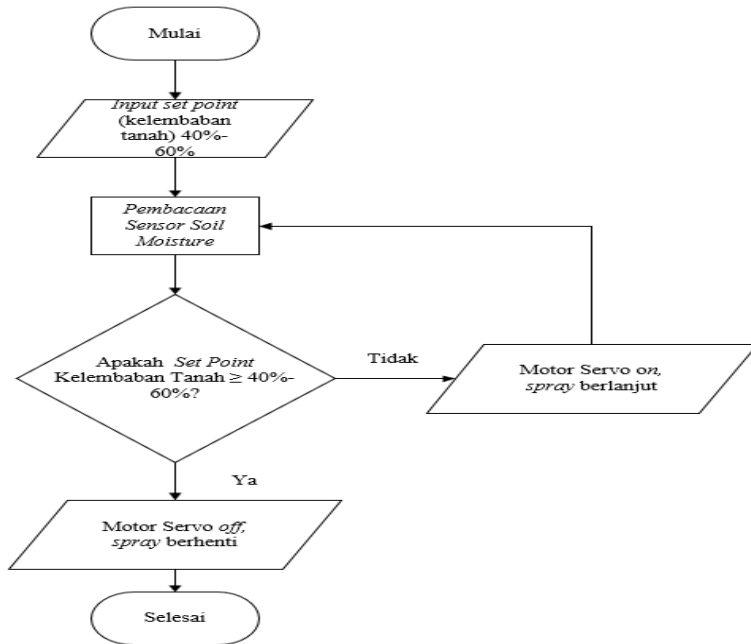 Mulai
Input set point
(kelembaban
tanah) 40%-
60%
Pembacaan
Sensor Soil
Moisture
Apakah Set Point
Kelembaban Tanah ≥ 40%-
60%?
Tidak
Motor Servo on,
spray berlanjut
Ya
Motor Servo off,
spray berhenti
Selesai